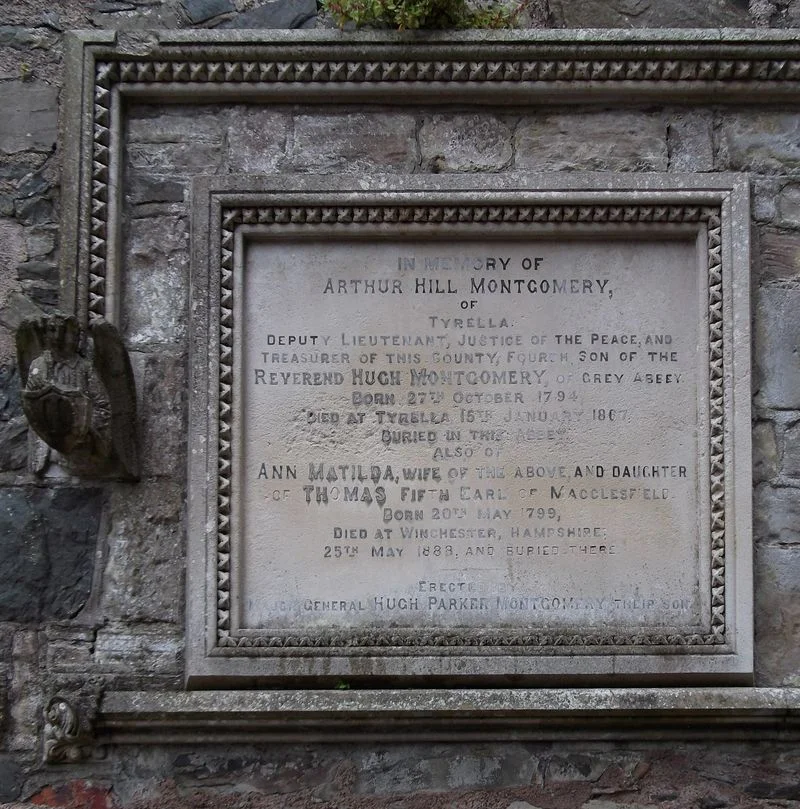 IN MEMORY OF
ARTHUR HILL MONTGOMERY,
OF
TYRELLA.
DEPUTY LIEUTENANT, JUSTICE OF THE PEACE, AND
TREASURER OF THIS COUNTY, FOURTH, SON OF THE
REVEREND HUGH MONTGOMERY, OF GREY ABBEY.
BORN 27TH OCTOBER 1794.
DIED AT TYRELLA 15TH JANUARY 1867.
BURIED IN THIS ABBEY.
ALSO OF
ANN MATILDA, WIFE OF THE ABOVE, AND DAUGHTER
OF THOMAS FIFTH EARL OF MACCLESFIELD.
BORN 20TH MAY 1799,
DIED AT WINCHESTER, HAMPSHIRE,
25TH MAY 1888, AND BURIED THERE.
ERECTED BY
MAJOR GENERAL HUGH PARKER MONTGOMERY THEIR SON